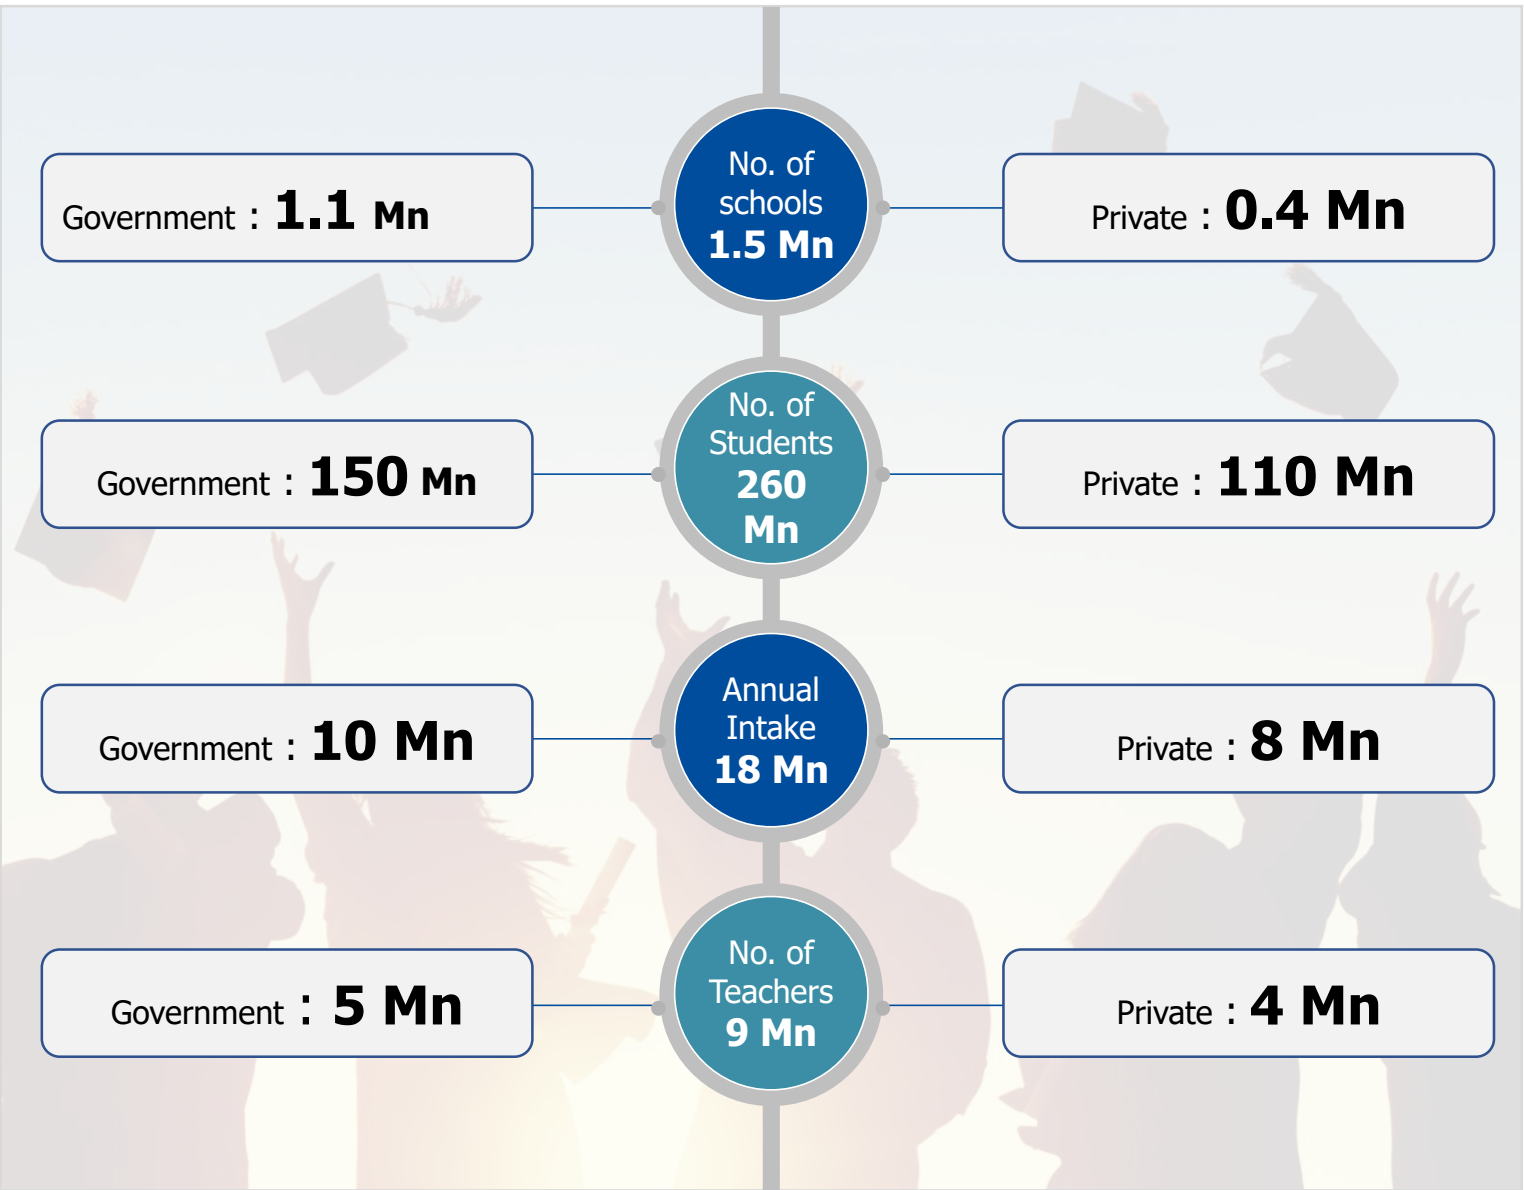 No. of
schools
1.5 Mn
Government : 1.1 Mn
Private : 0.4 Mn
No. of
Students
260
Mn
Government : 150 Mn
Private : 110 Mn
Annual
Intake
18 Mn
Government : 10 Mn
Private : 8 Mn
No. of
Teachers
9 Mn
Government : 5 Mn
Private : 4 Mn